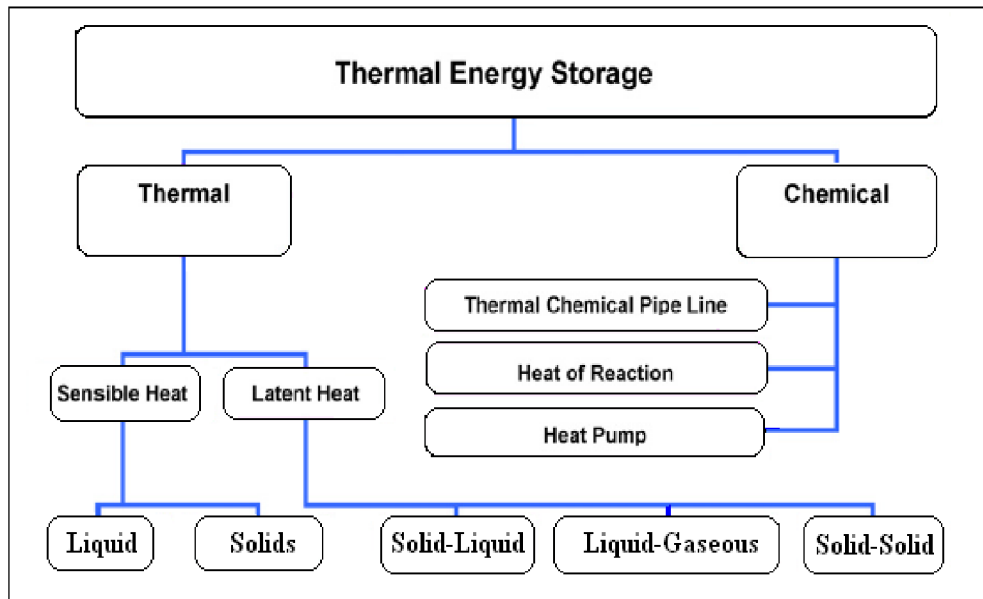 Thermal Energy Storage
Thermal
Chemical
Thermal Chemical Pipe Line
Heat of Reaction
Heat Pump
Sensible Heat
Latent Heat
Liquid
Solids
Solid-Liquid
Liquid-Gaseous
Solid-Solid